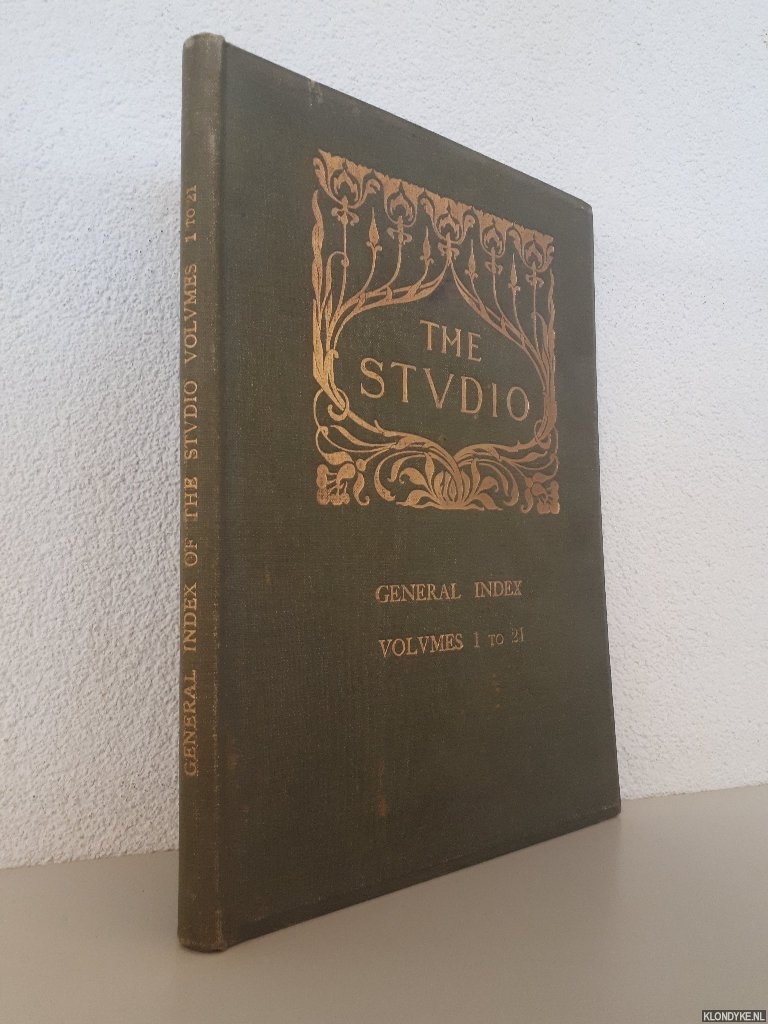 GENERAL INDEX OF THE STVDIO VOLVMES 1 TO 21
THE
STVDIO
GENERAL INDEX
VOLVMES 1 TO 21
KLONDYKE.NL